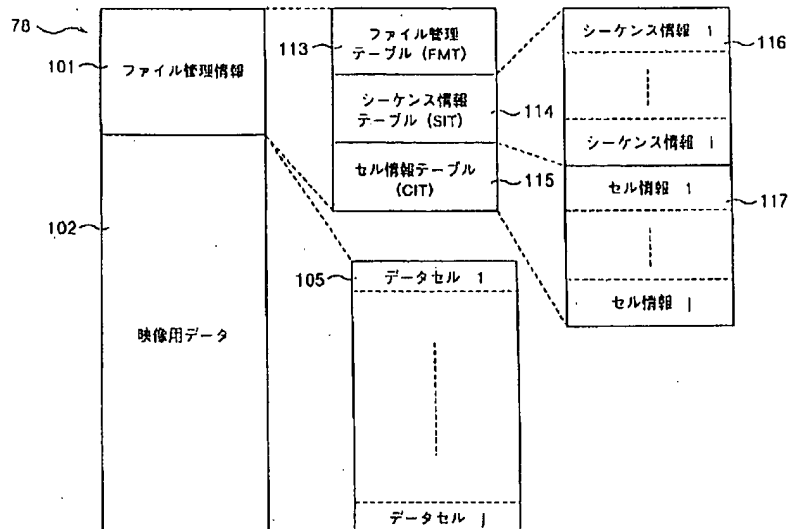 78
101
ファイル管理情報
102
映像用データ
113
ファイル管理
テーブル (FMT)
シーケンス情報
テーブル (SIT)
114
セル情報テーブル
(CIT)
115
105
データセル 1
データセル j
シーケンス情報 1
116
シーケンス情報 i
セル情報 1
117
セル情報 j